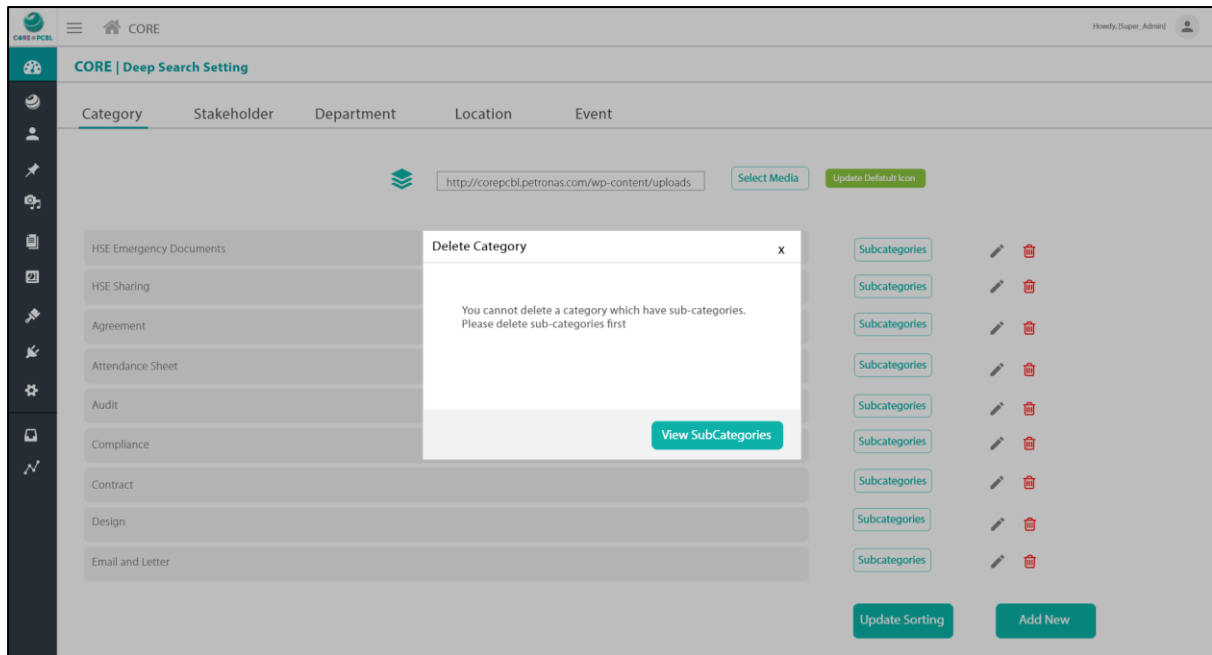 CORE PCBL
CORE
Howdy, [Super_Admin]
CORE | Deep Search Setting
Category Stakeholder Department Location Event
http://corepcbl.petronas.com/wp-content/uploads Select Media Update Defatult Icon
HSE Emergency Documents Subcategories
HSE Sharing Subcategories
Agreement Subcategories
Attendance Sheet Subcategories
Audit Subcategories
Compliance Subcategories
Contract Subcategories
Design Subcategories
Email and Letter Subcategories
Delete Category x
You cannot delete a category which have sub-categories.
Please delete sub-categories first
View SubCategories
Update Sorting Add New